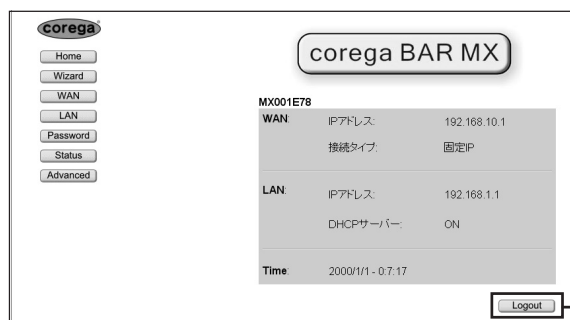 corega
Home
Wizard
WAN
LAN
Password
Status
Advanced
corega BAR MX
MX001E78
WAN: IPアドレス: 192.168.10.1
接続タイプ: 固定IP
LAN: IPアドレス: 192.168.1.1
DHCPサーバー: ON
Time: 2000/1/1 - 0:7:17
Logout